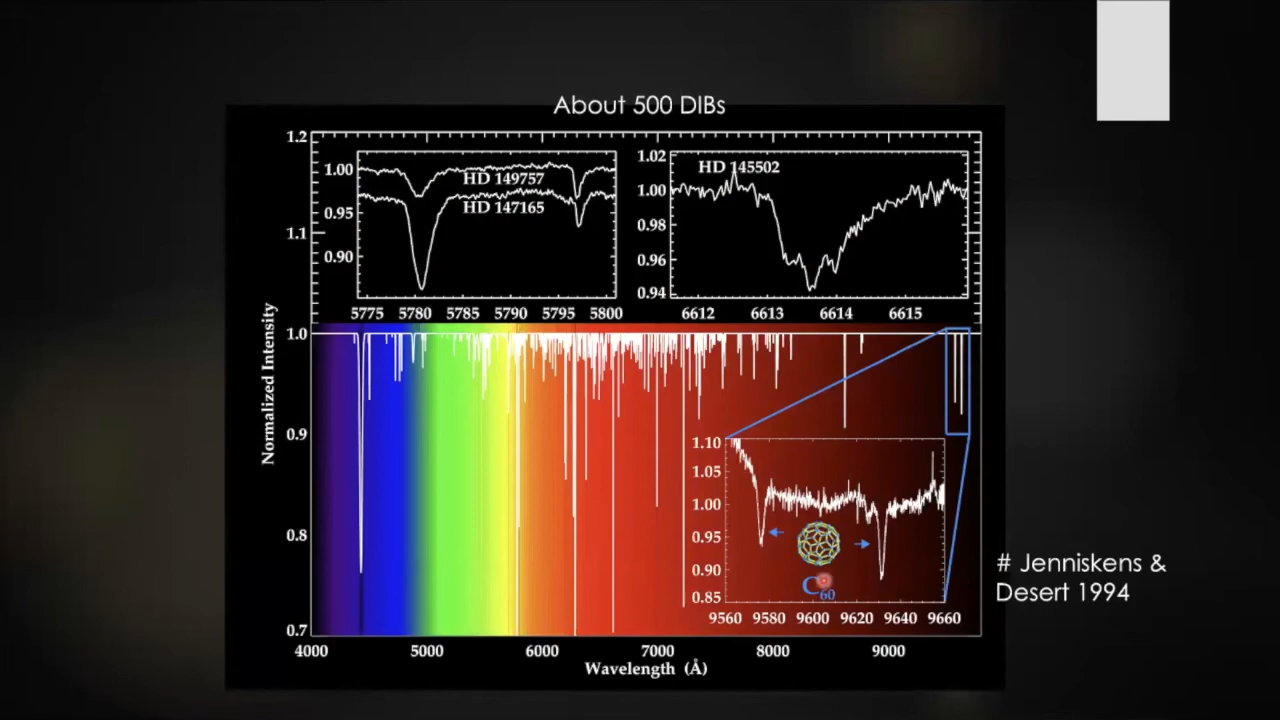 About 500 DIBs
1.2
1.1
1.0
0.9
0.8
0.7
Normalized Intensity
1.00
0.95
0.90
HD 149757
HD 147165
5775 5780 5785 5790 5795 5800
1.02
1.00
0.98
0.96
0.94
HD 145502
6612 6613 6614 6615
1.10
1.05
1.00
0.95
0.90
0.85
C60
9560 9580 9600 9620 9640 9660
4000 5000 6000 7000 8000 9000
Wavelength (Å)
# Jenniskens &
Desert 1994